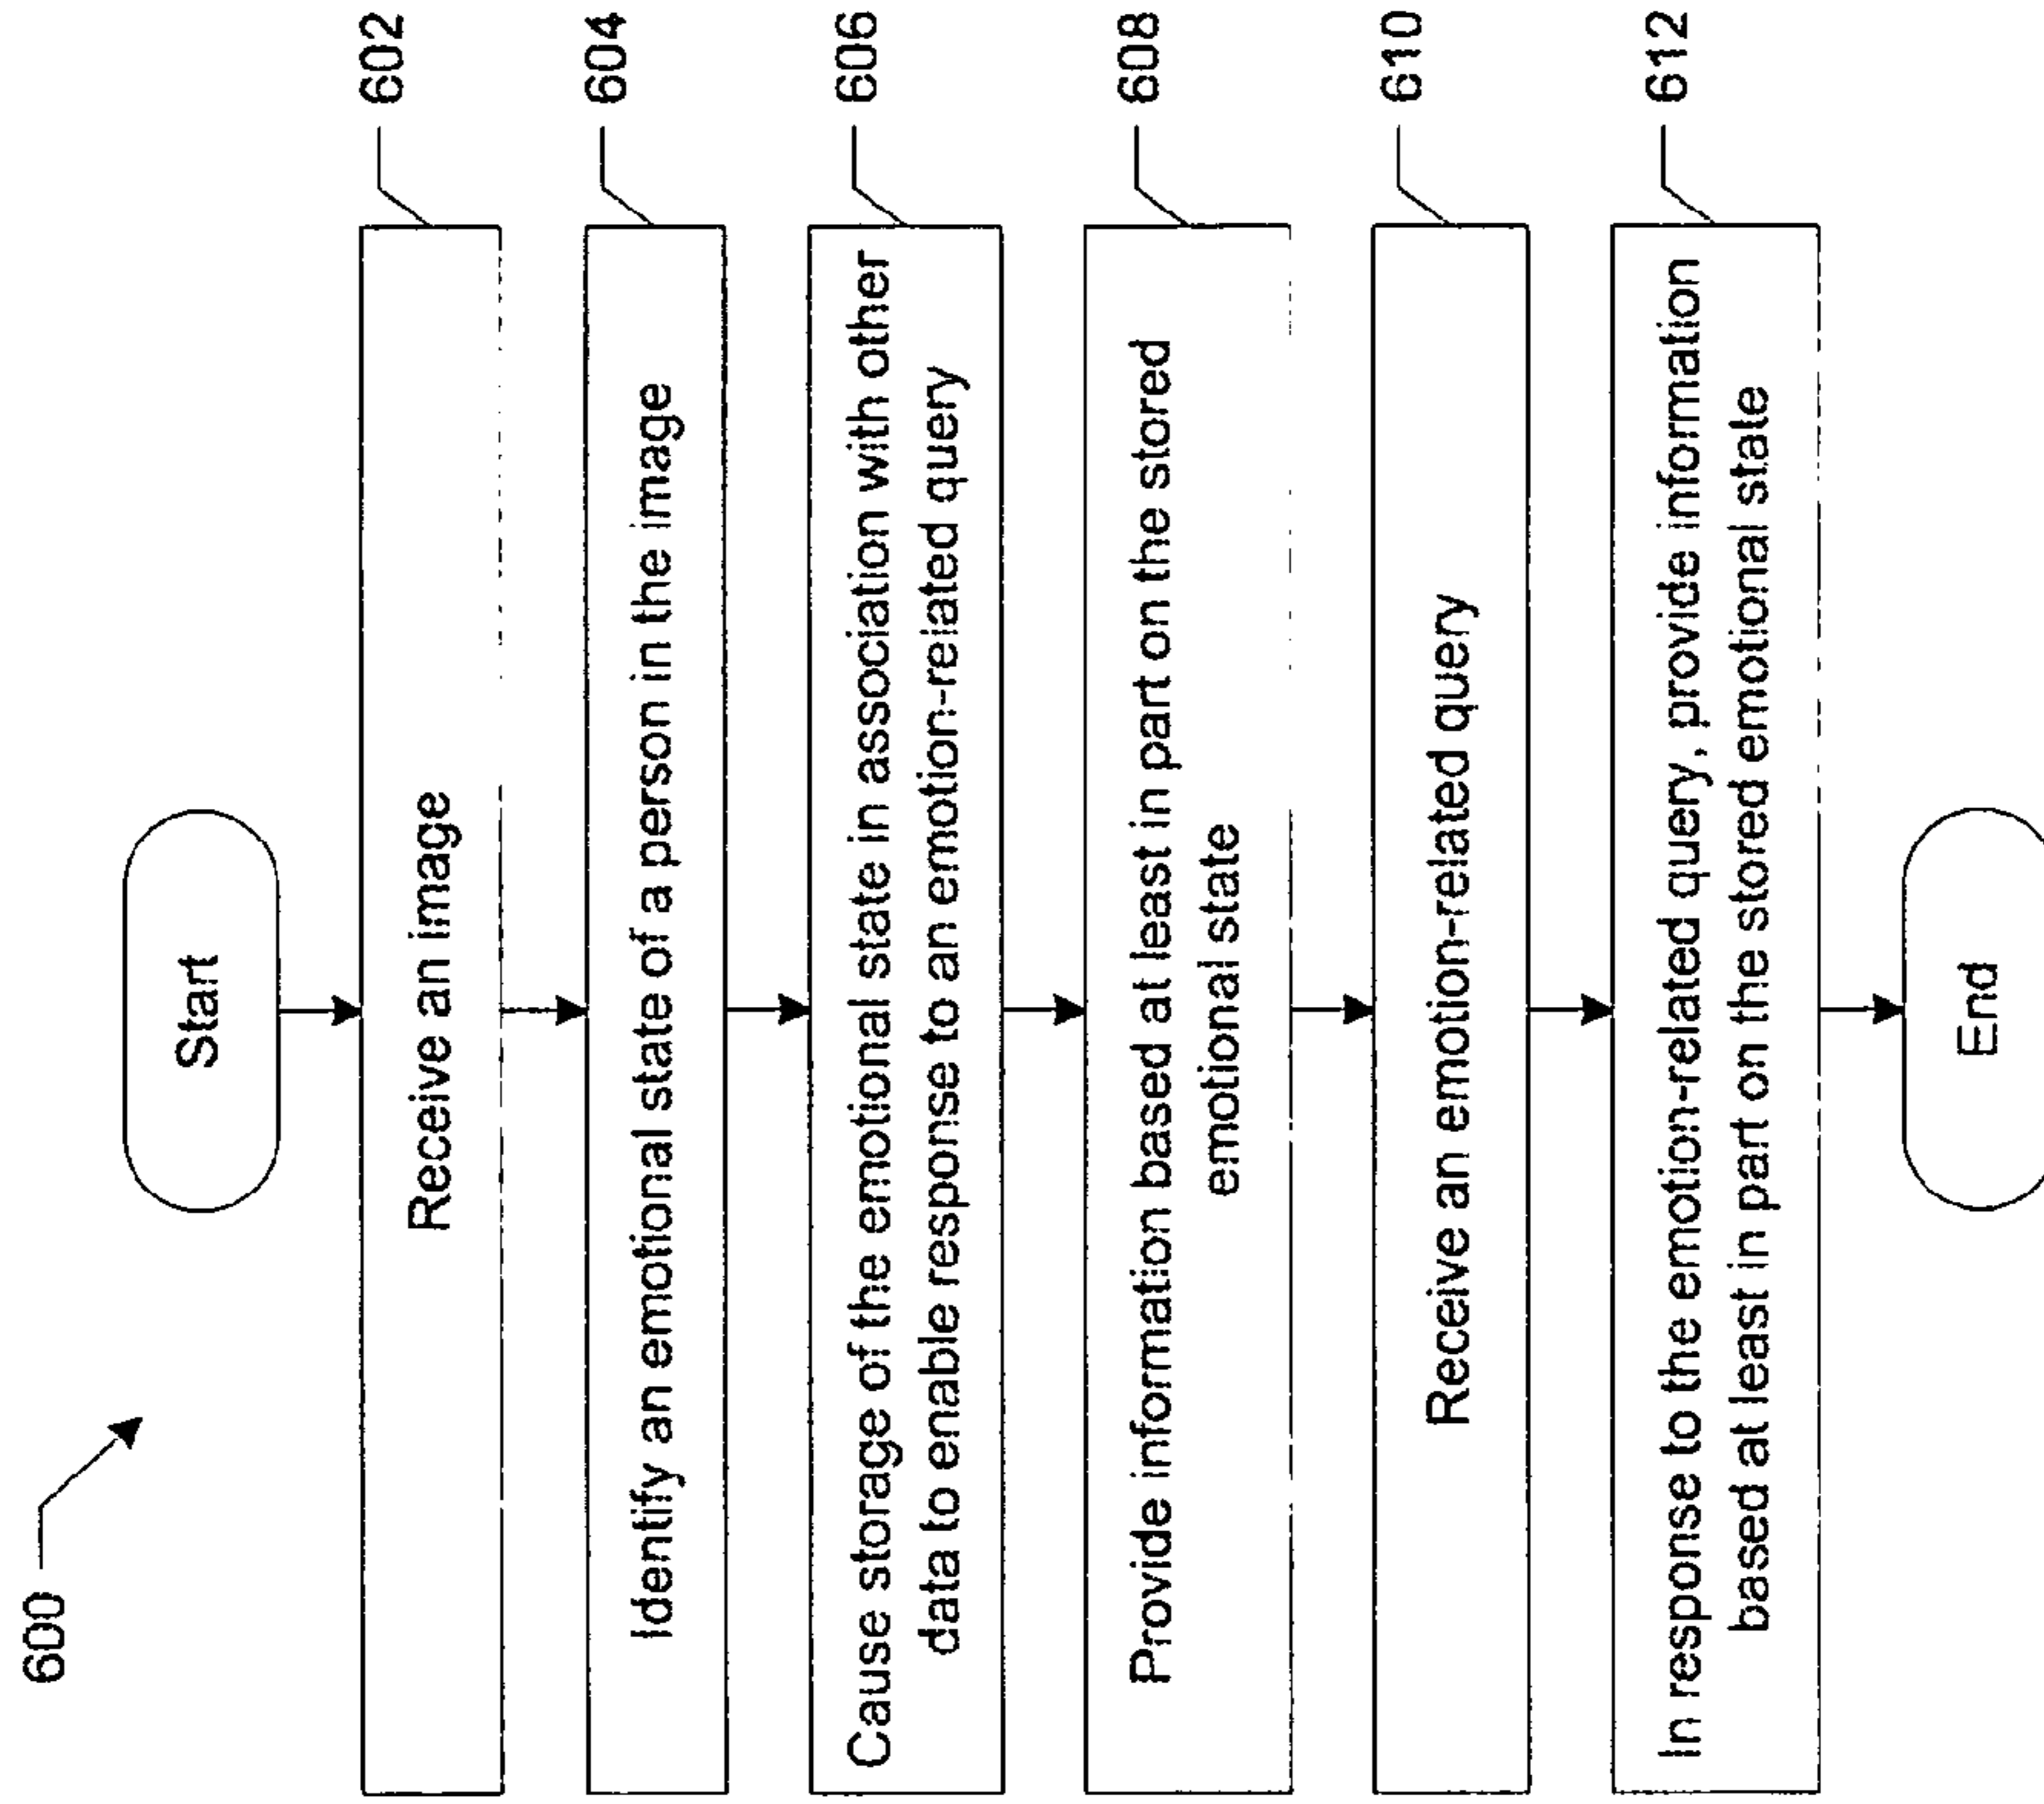 600
Start
Receive an image
602
Identify an emotional state of a person in the image
604
Cause storage of the emotional state in association with other
data to enable response to an emotion-related query
606
Provide information based at least in part on the stored
emotional state
608
Receive an emotion-related query
610
In response to the emotion-related query, provide information
based at least in part on the stored emotional state
612
End